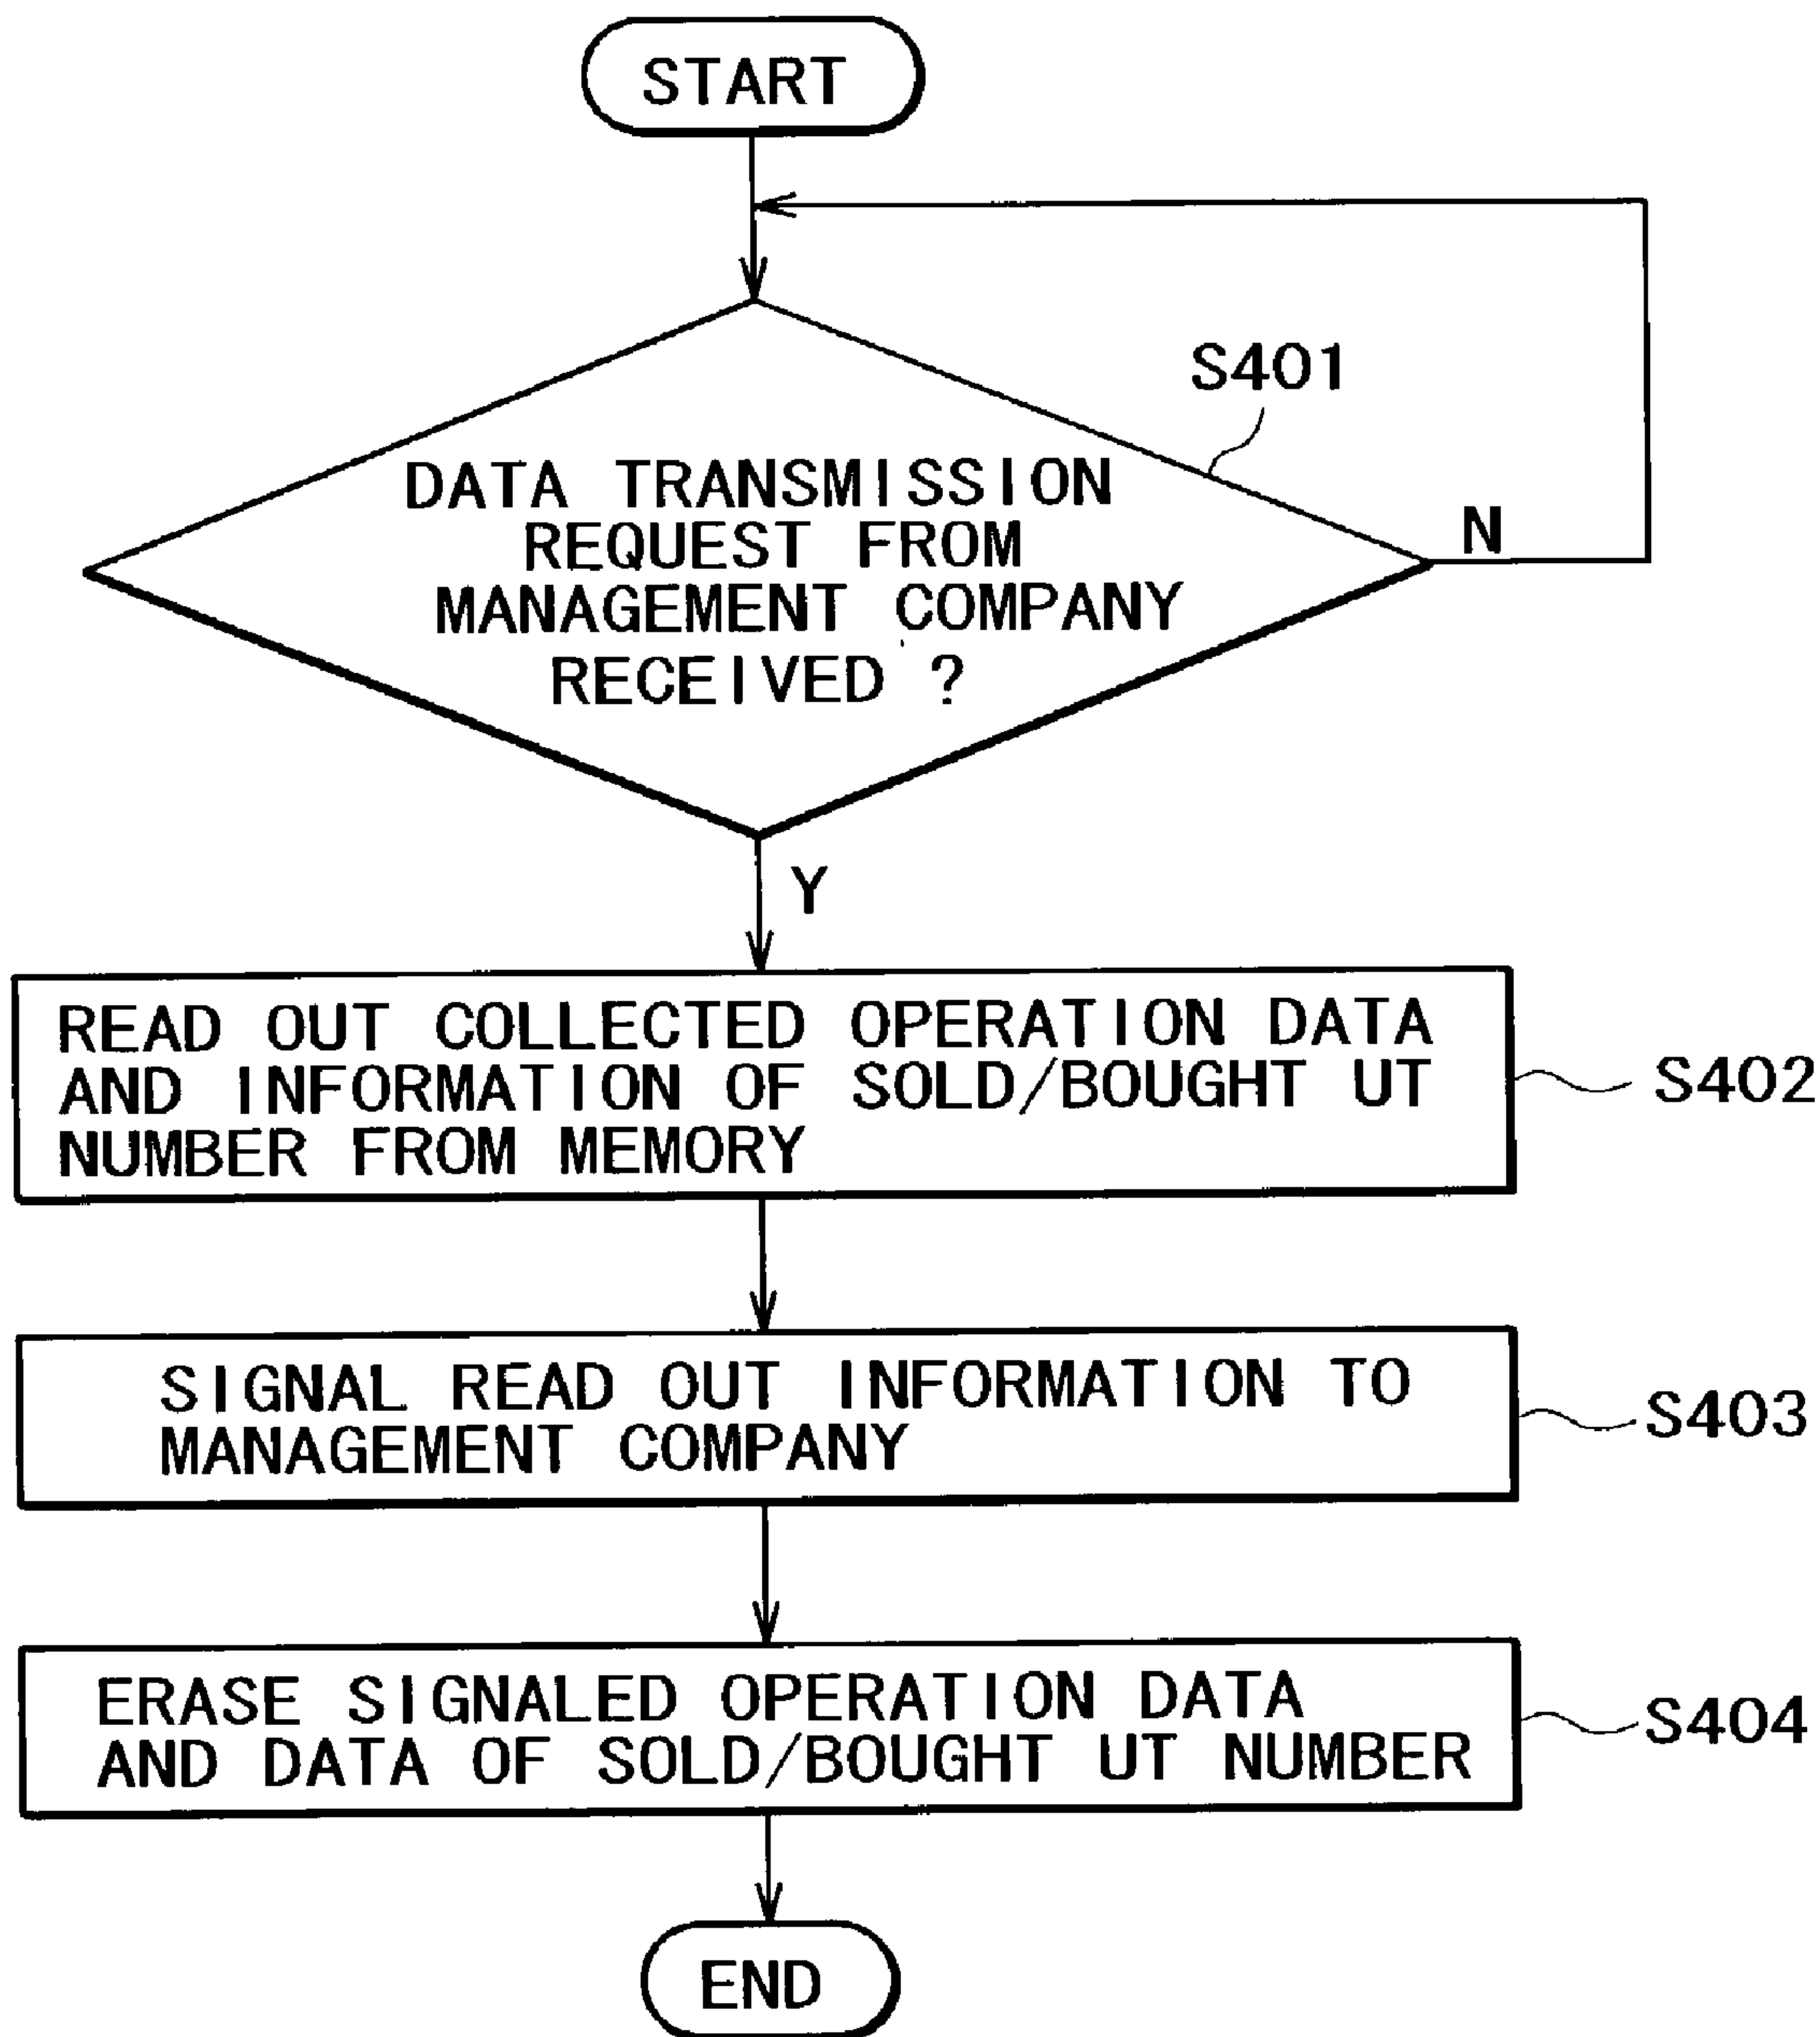 START
S401
DATA TRANSMISSION
REQUEST FROM
N
MANAGEMENT COMPANY
RECEIVED ?
Y
READ OUT COLLECTED OPERATION DATA
AND INFORMATION OF SOLD/BOUGHT UT
NUMBER FROM MEMORY
S402
SIGNAL READ OUT INFORMATION TO
MANAGEMENT COMPANY
S403
ERASE SIGNALED OPERATION DATA
AND DATA OF SOLD/BOUGHT UT NUMBER
S404
END